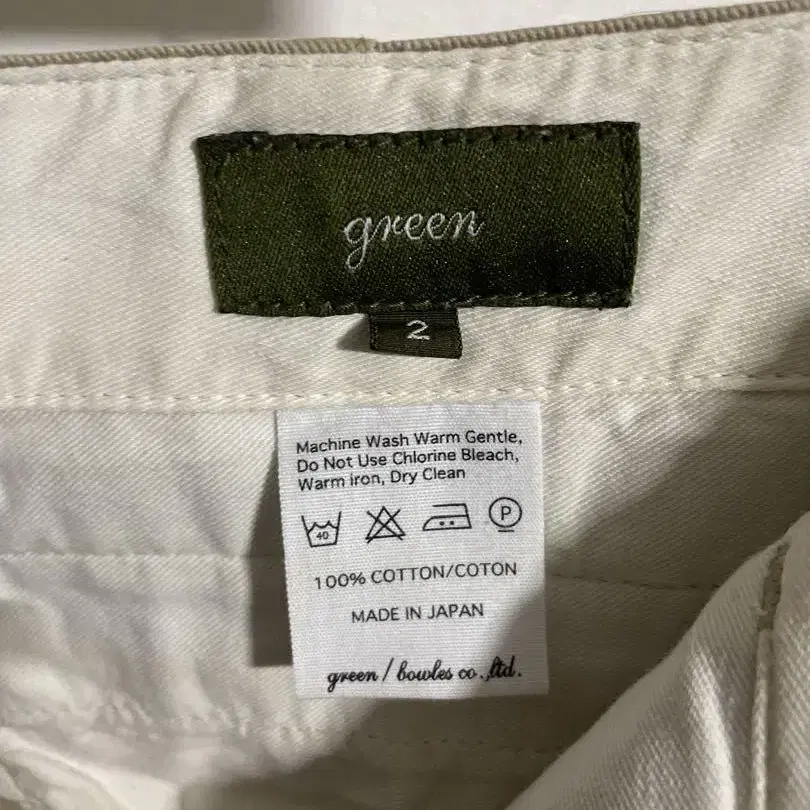 green
2
Machine Wash Warm Gentle,
Do Not Use Chlorine Bleach,
Warm iron, Dry Clean
40 P
100% COTTON/COTON
MADE IN JAPAN
green / bowles co.,ltd.